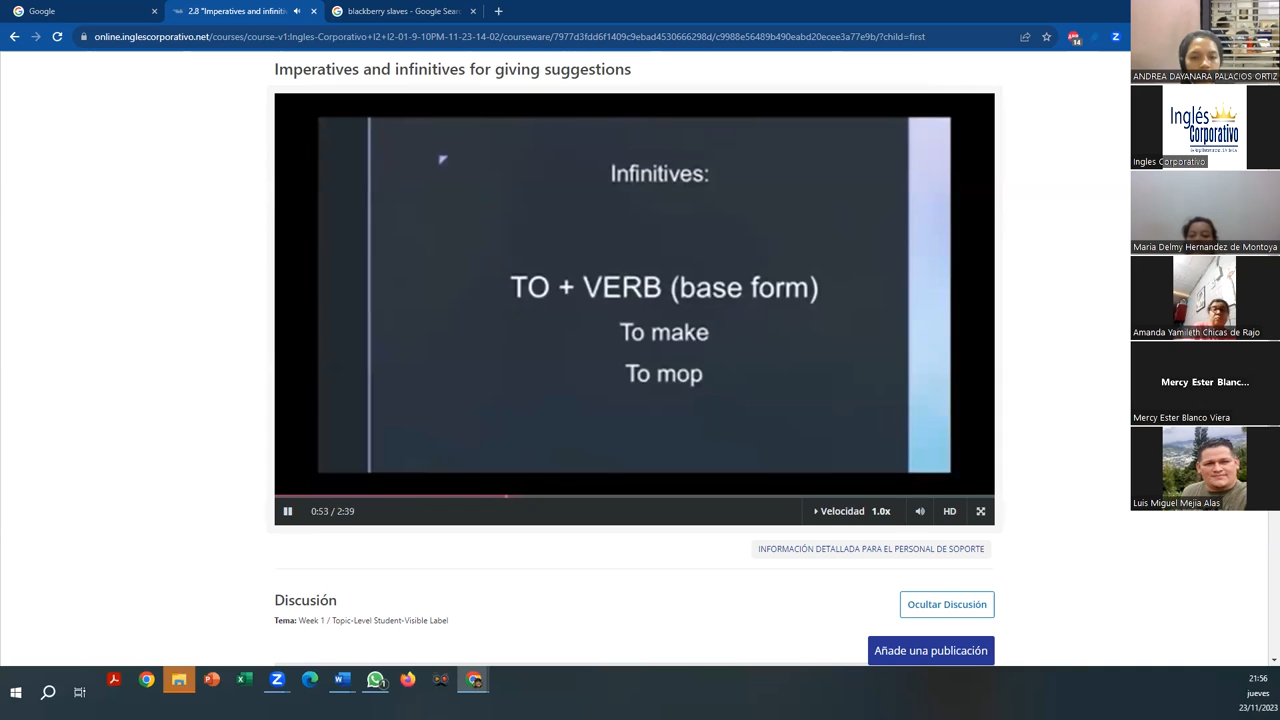 Google
2.8 "Imperatives and infiniti
blackberry slaves - Google Sear
online.inglescorporativo.net/courses/course-v1:Ingles-Corporativo+I2+I2-01-9-10PM-11-23-14-02/courseware/7977d3fdd6f1409c9ebad4530666298d/c9988e56489b490eabd20ecee3a77e9b/?child=first
14
Imperatives and infinitives for giving suggestions
Infinitives:
TO + VERB (base form)
To make
To mop
0:53 / 2:39
Velocidad 1.0x
HD
INFORMACIÓN DETALLADA PARA EL PERSONAL DE SOPORTE
Discusión
Ocultar Discusión
Tema: Week 1 / Topic-Level Student-Visible Label
Añade una publicación
ANDREA DAYANARA PALACIOS ORTIZ
Inglés
Corporativo
Ingles Corporativo
Maria Delmy Hernandez de Montoya
Amanda Yamileth Chicas de Rajo
Mercy Ester Blanc...
Mercy Ester Blanco Viera
Luis Miguel Mejia Alas
21:56
jueves
23/11/2023